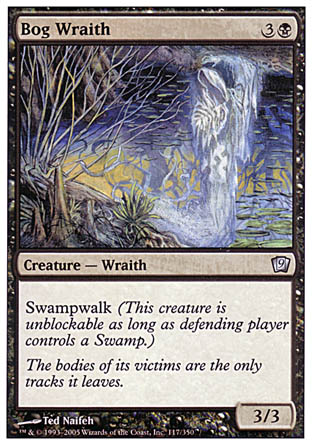 Bog Wraith 3
Creature — Wraith 9
Swampwalk (This creature is
unblockable as long as defending player
controls a Swamp.)
The bodies of its victims are the only
tracks it leaves.
Ted Naifeh
™ & © 1993–2005 Wizards of the Coast, Inc. 117/350
3/3